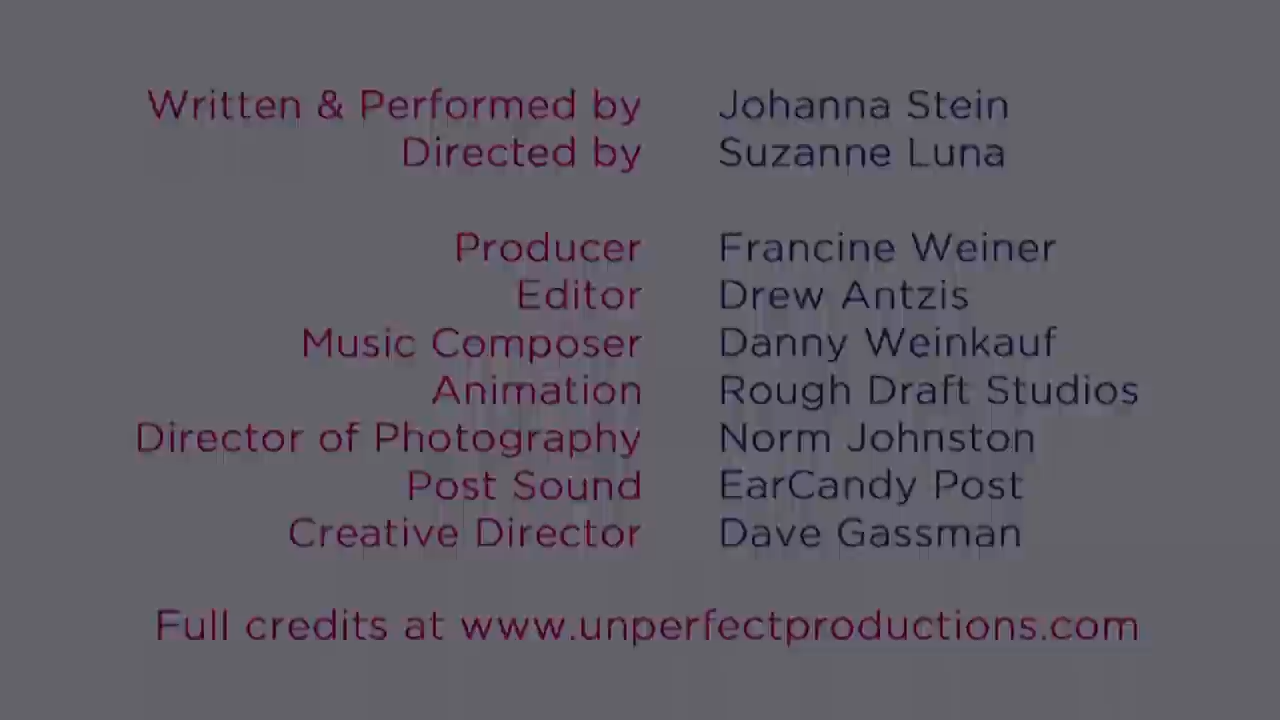 Written & Performed by Johanna Stein
Directed by Suzanne Luna
Producer Francine Weiner
Editor Drew Antzis
Music Composer Danny Weinkauf
Animation Rough Draft Studios
Director of Photography Norm Johnston
Post Sound EarCandy Post
Creative Director Dave Gassman
Full credits at www.unperfectproductions.com